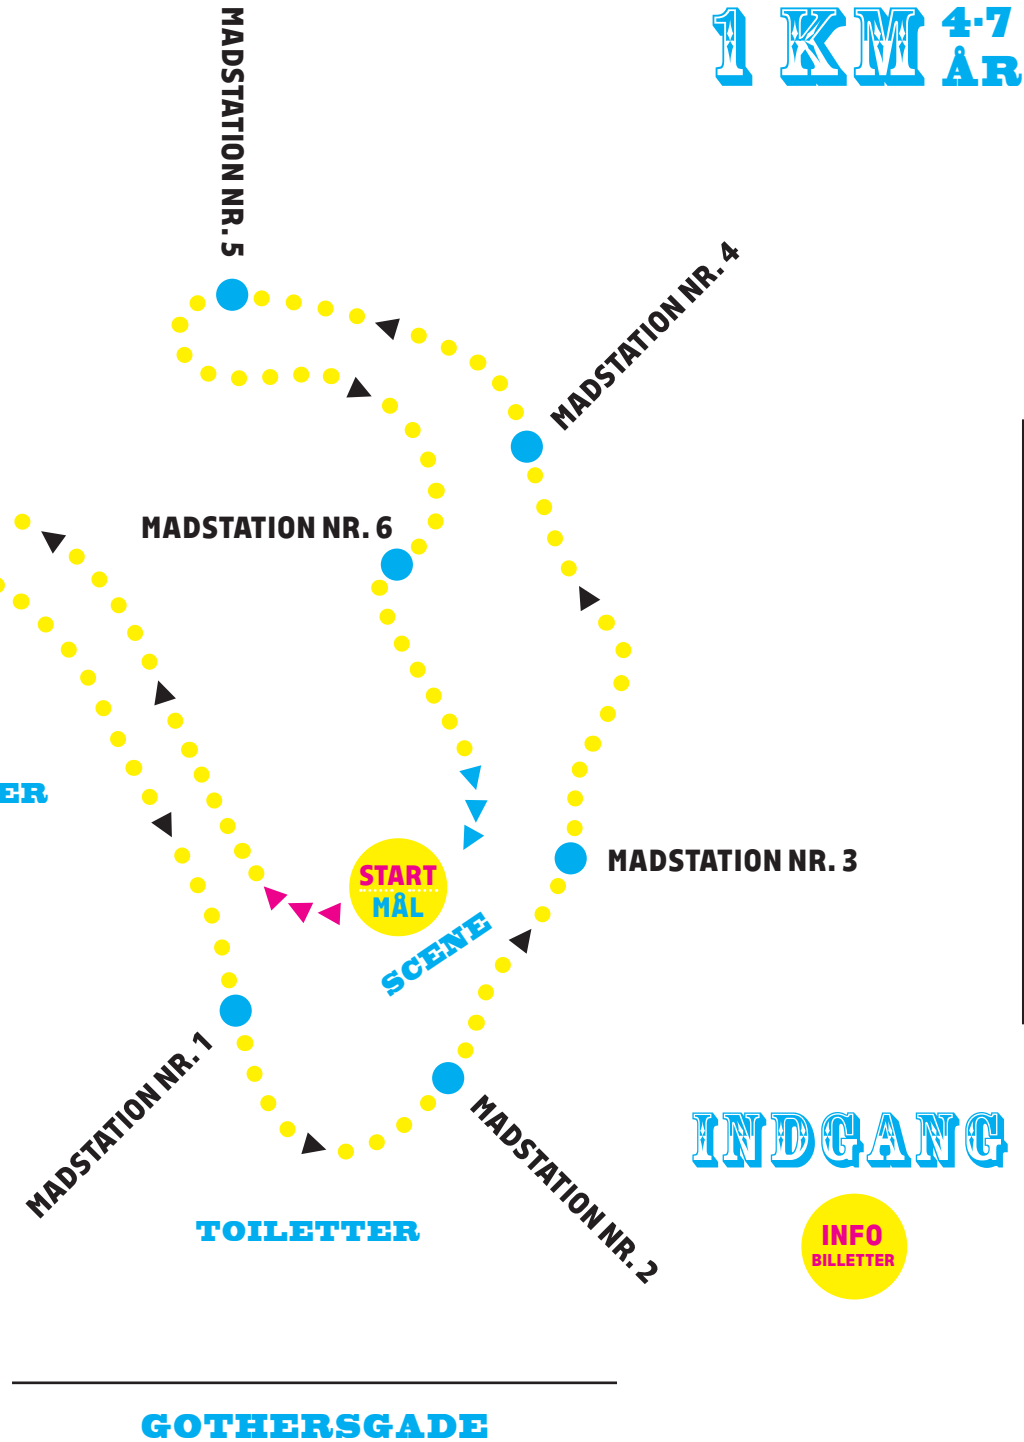 1 KM
4-7
ÅR
MADSTATION NR. 5
MADSTATION NR. 4
MADSTATION NR. 6
ER
MADSTATION NR. 3
START
MÅL
SCENE
MADSTATION NR. 1
MADSTATION NR. 2
INDGANG
TOILETTER
INFO
BILLETTER
GOTHERSGADE